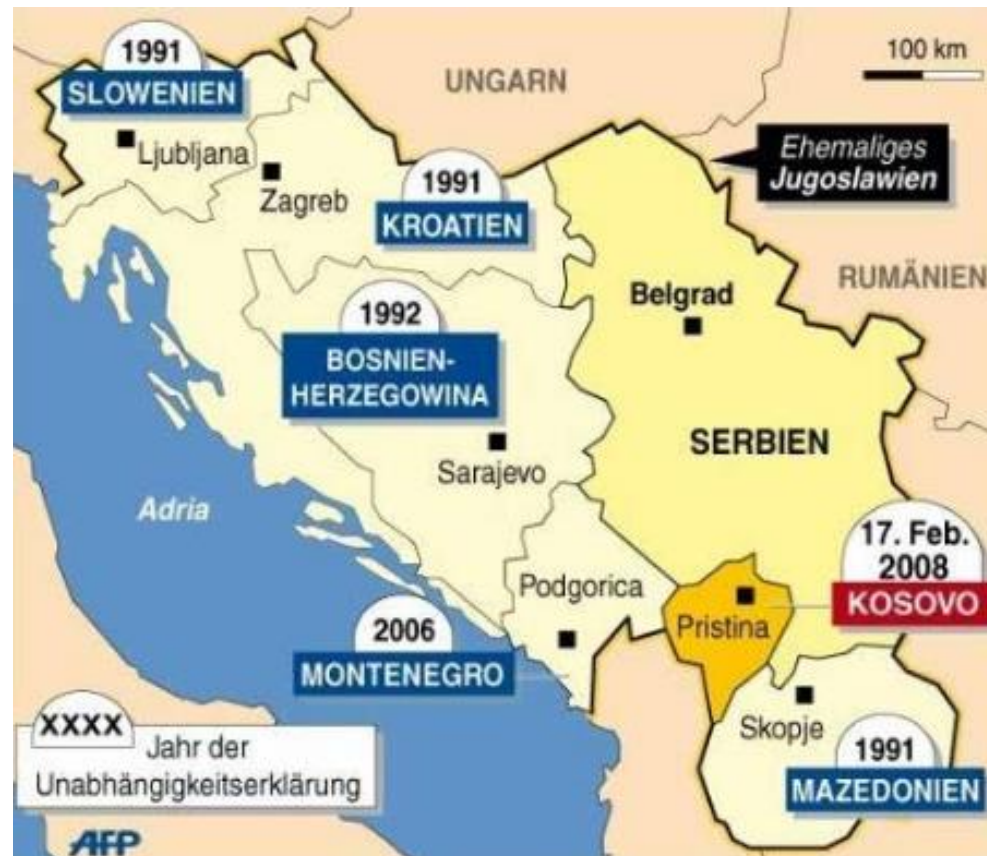 1991
SLOWENIEN
Ljubljana
Zagreb
UNGARN
100 km
Ehemaliges
Jugoslawien
1991
KROATIEN
RUMÄNIEN
Belgrad
1992
BOSNIEN-
HERZEGOWINA
SERBIEN
Sarajevo
Adria
17. Feb.
2008
KOSOVO
Podgorica
Pristina
2006
MONTENEGRO
Skopje
1991
MAZEDONIEN
XXXX
Jahr der
Unabhängigkeitserklärung
AFP